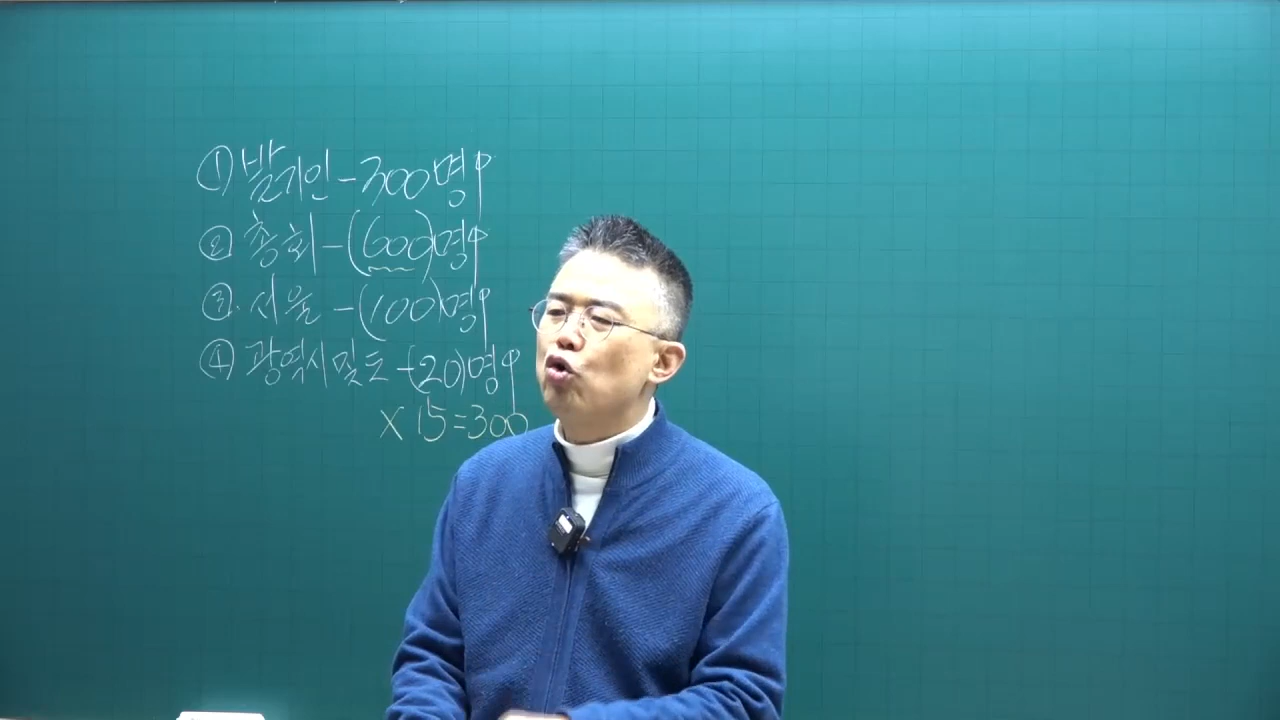 ① 발기인 - 300명↑
② 총회 - (600)명↑
③. 서울 - (100)명↑
④ 광역시 및 도 - (20)명↑
× 15 = 300